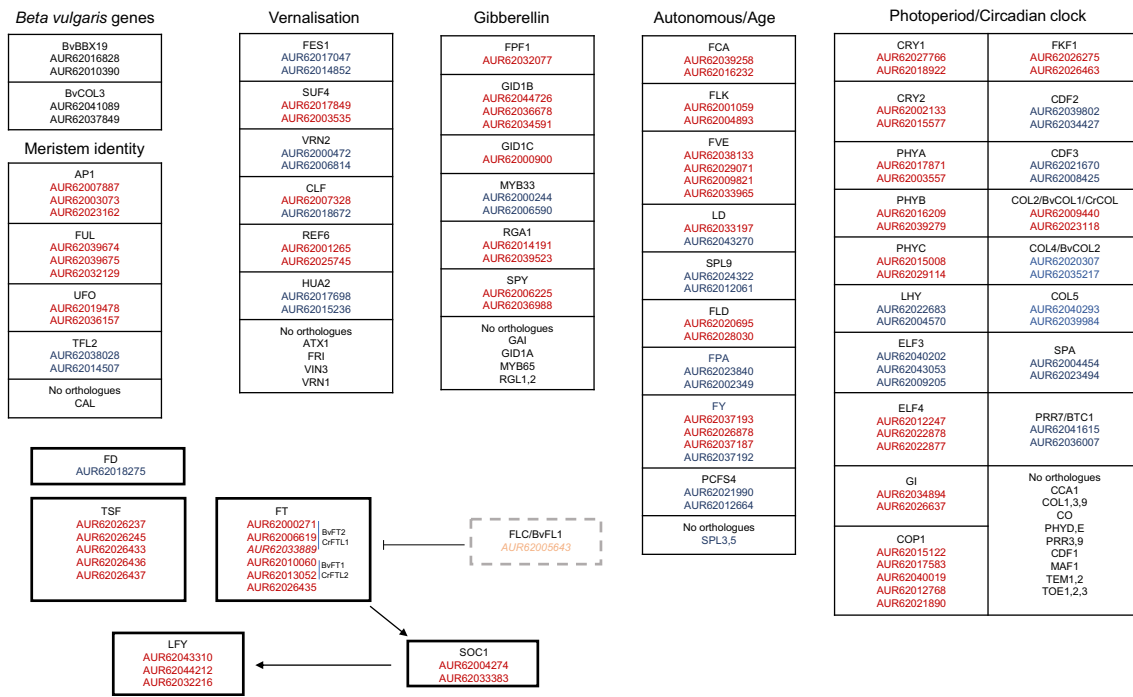 Beta vulgaris genes
BvBBX19
AUR62016828
AUR62010390
BvCOL3
AUR62041089
AUR62037849
Meristem identity
AP1
AUR62007887
AUR62003073
AUR62023162
FUL
AUR62039674
AUR62039675
AUR62032129
UFO
AUR62019478
AUR62036157
TFL2
AUR62038028
AUR62014507
No orthologues
CAL
Vernalisation
FES1
AUR62017047
AUR62014852
SUF4
AUR62017849
AUR62003535
VRN2
AUR62000472
AUR62006814
CLF
AUR62007328
AUR62018672
REF6
AUR62001265
AUR62025745
HUA2
AUR62017698
AUR62015236
No orthologues
ATX1
FRI
VIN3
VRN1
Gibberellin
FPF1
AUR62032077
GID1B
AUR62044726
AUR62036678
AUR62034591
GID1C
AUR62000900
MYB33
AUR62000244
AUR62006590
RGA1
AUR62014191
AUR62039523
SPY
AUR62006225
AUR62036988
No orthologues
GAI
GID1A
MYB65
RGL1,2
Autonomous/Age
FCA
AUR62039258
AUR62016232
FLK
AUR62001059
AUR62004893
FVE
AUR62038133
AUR62029071
AUR62009821
AUR62033965
LD
AUR62033197
AUR62043270
SPL9
AUR62024322
AUR62012061
FLD
AUR62020695
AUR62028030
FPA
AUR62023840
AUR62002349
FY
AUR62037193
AUR62026878
AUR62037187
AUR62037192
PCFS4
AUR62021990
AUR62012664
No orthologues
SPL3,5
Photoperiod/Circadian clock
CRY1
AUR62027766
AUR62018922
CRY2
AUR62002133
AUR62015577
PHYA
AUR62017871
AUR62003557
PHYB
AUR62016209
AUR62039279
PHYC
AUR62015008
AUR62029114
LHY
AUR62022683
AUR62004570
ELF3
AUR62040202
AUR62043053
AUR62009205
ELF4
AUR62012247
AUR62022878
AUR62022877
GI
AUR62034894
AUR62026637
COP1
AUR62015122
AUR62017583
AUR62040019
AUR62012768
AUR62021890
FKF1
AUR62026275
AUR62026463
CDF2
AUR62039802
AUR62034427
CDF3
AUR62021670
AUR62008425
COL2/BvCOL1/CrCOL
AUR62009440
AUR62023118
COL4/BvCOL2
AUR62020307
AUR62035217
COL5
AUR62040293
AUR62039984
SPA
AUR62004454
AUR62023494
PRR7/BTC1
AUR62041615
AUR62036007
No orthologues
CCA1
COL1,3,9
CO
PHYD,E
PRR3,9
CDF1
MAF1
TEM1,2
TOE1,2,3
FD
AUR62018275
TSF
AUR62026237
AUR62026245
AUR62026433
AUR62026436
AUR62026437
FT
AUR62000271
AUR62006619
AUR62033889
AUR62010060
AUR62013052
AUR62026435
BvFT2
CrFTL1
BvFT1
CrFTL2
FLC/BvFL1
AUR62005643
LFY
AUR62043310
AUR62044212
AUR62032216
SOC1
AUR62004274
AUR62033383